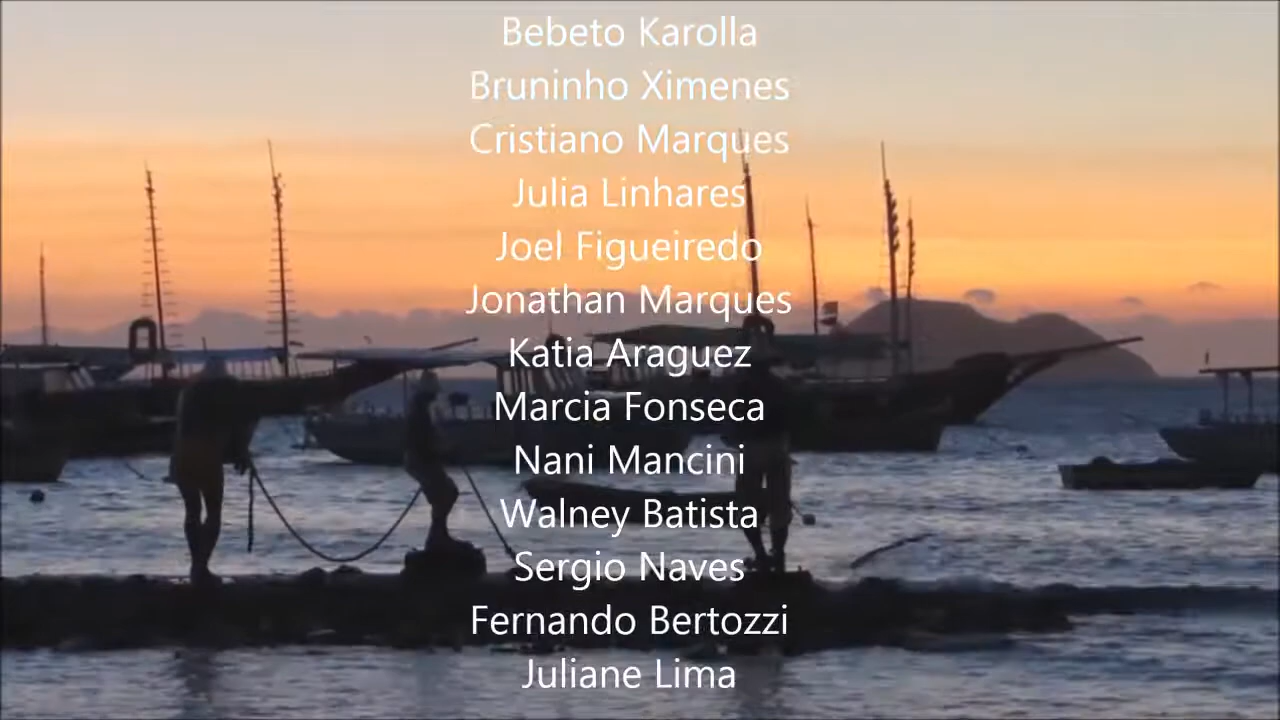 Bebeto Karolla
Bruninho Ximenes
Cristiano Marques
Julia Linhares
Joel Figueiredo
Jonathan Marques
Katia Araguez
Marcia Fonseca
Nani Mancini
Walney Batista
Sergio Naves
Fernando Bertozzi
Juliane Lima